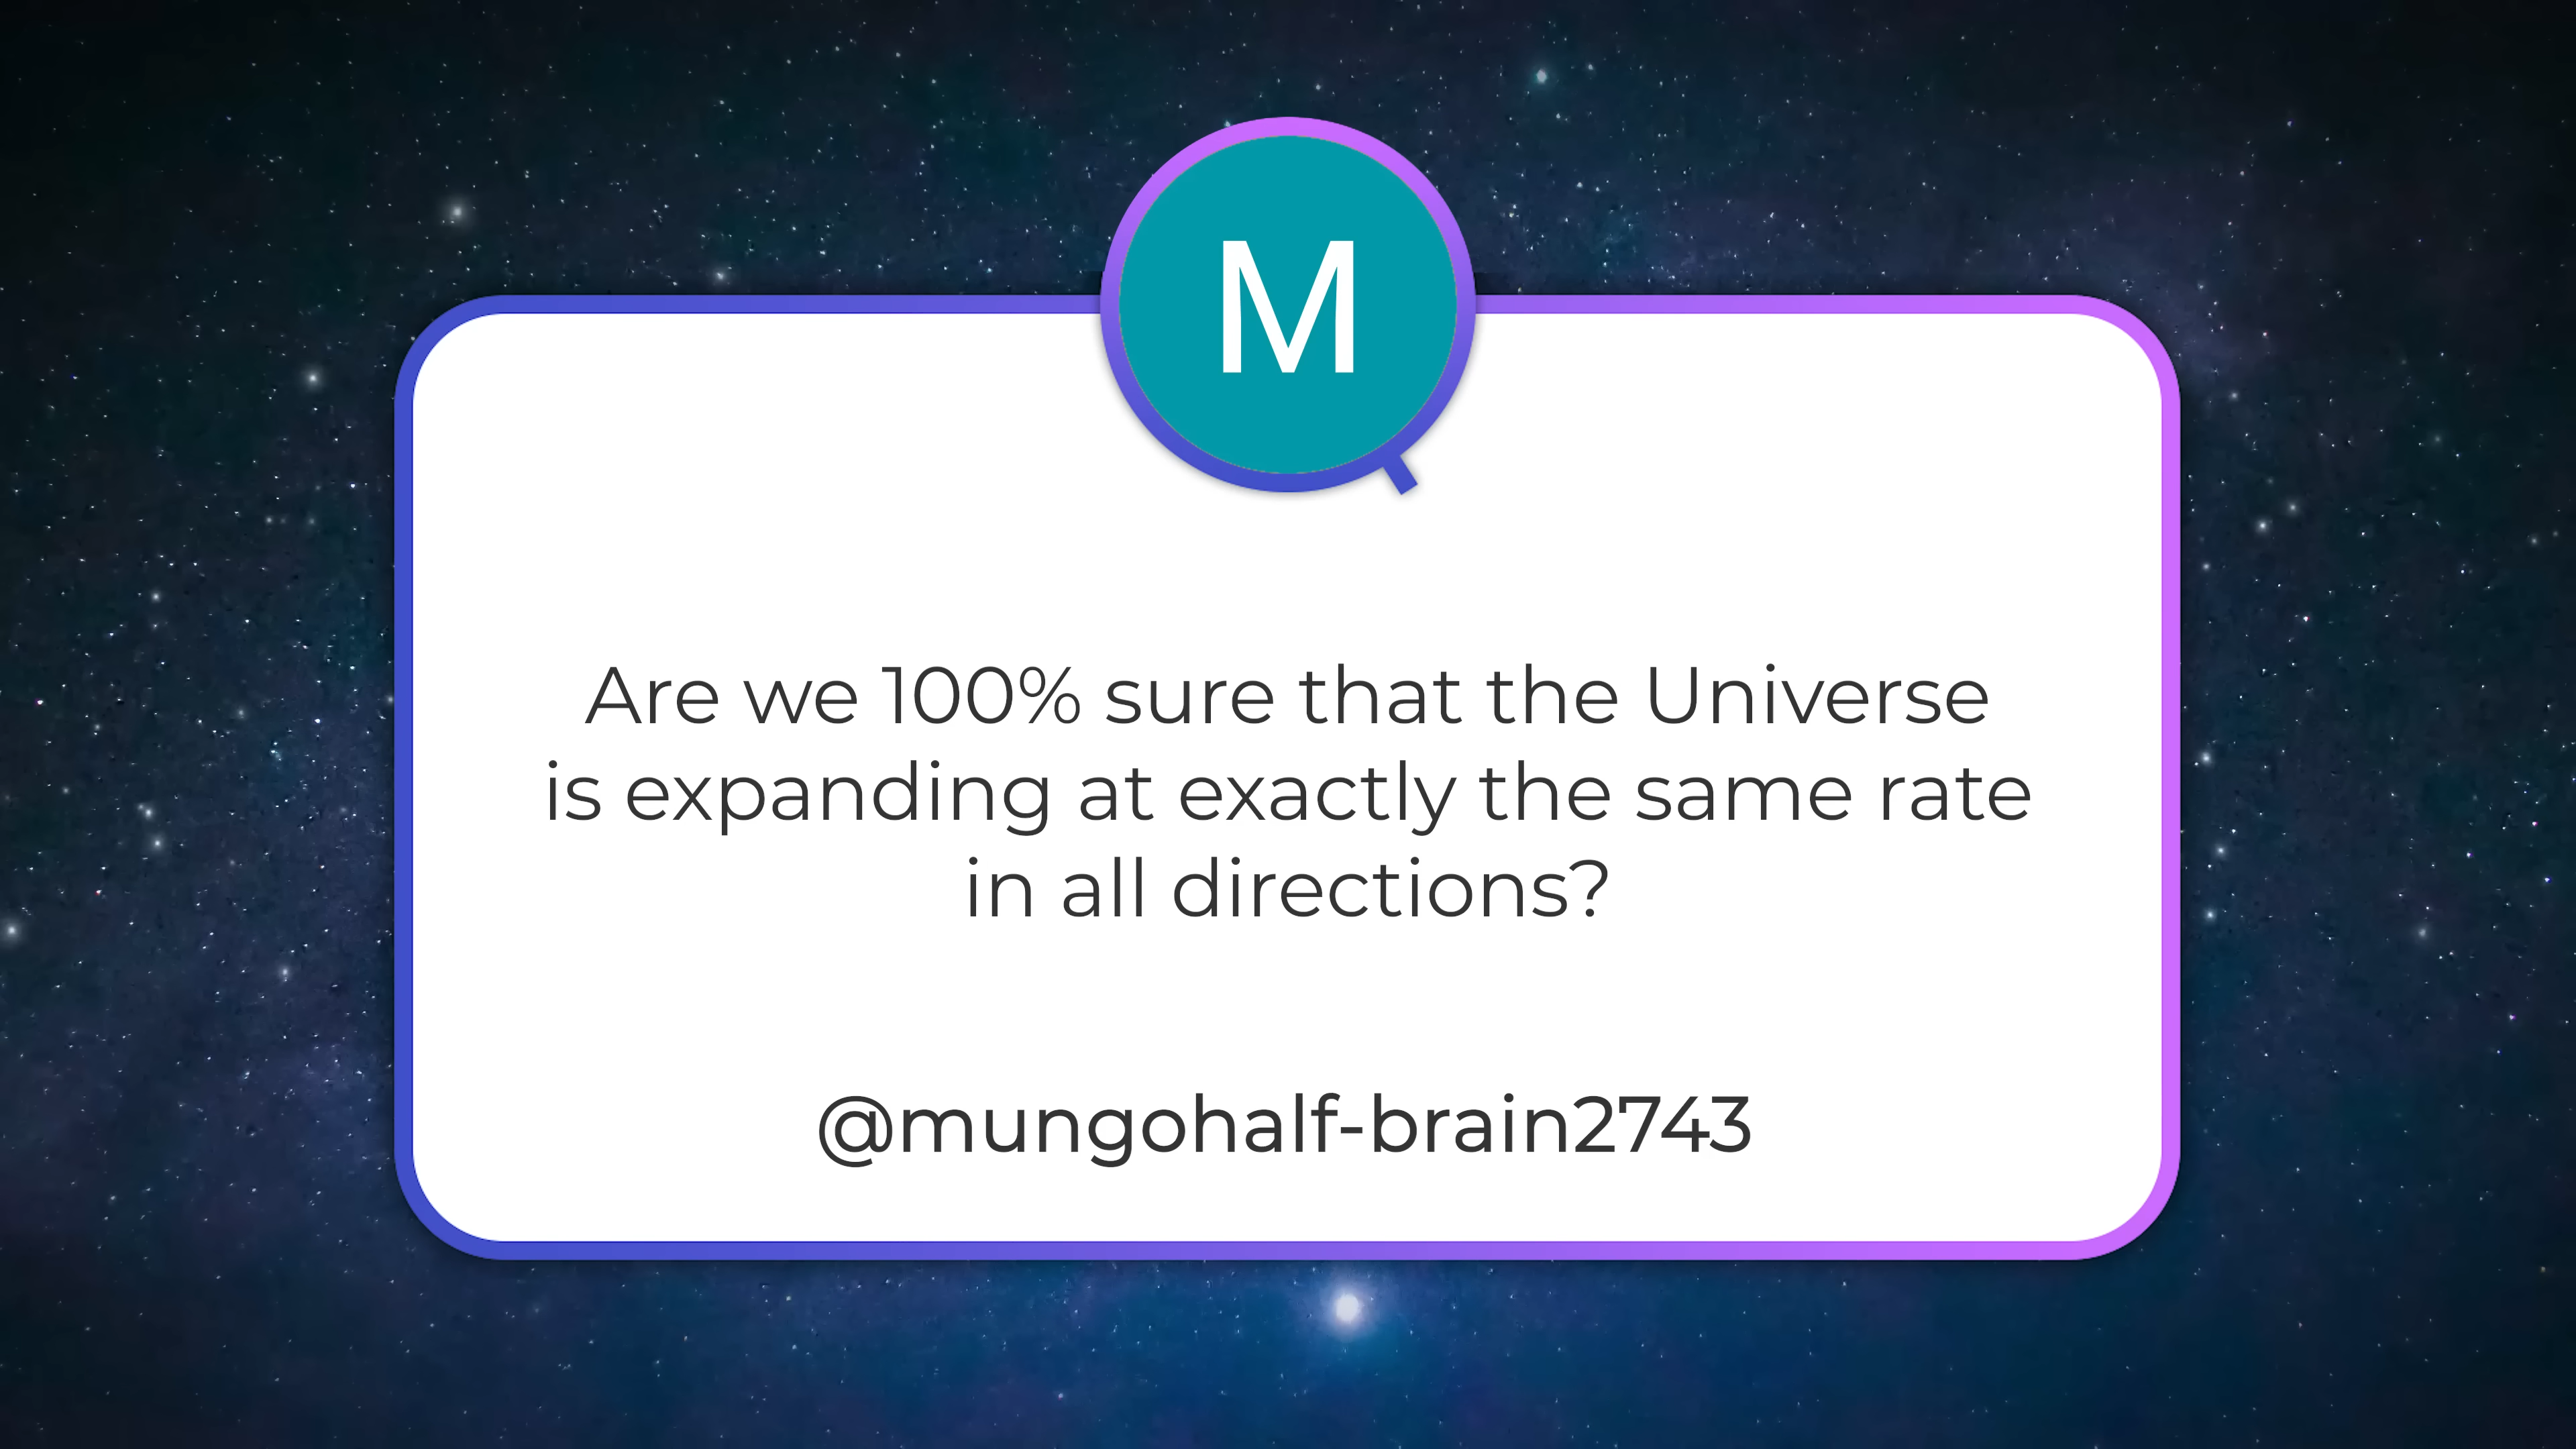 M
Are we 100% sure that the Universe
is expanding at exactly the same rate
in all directions?
@mungohalf-brain2743